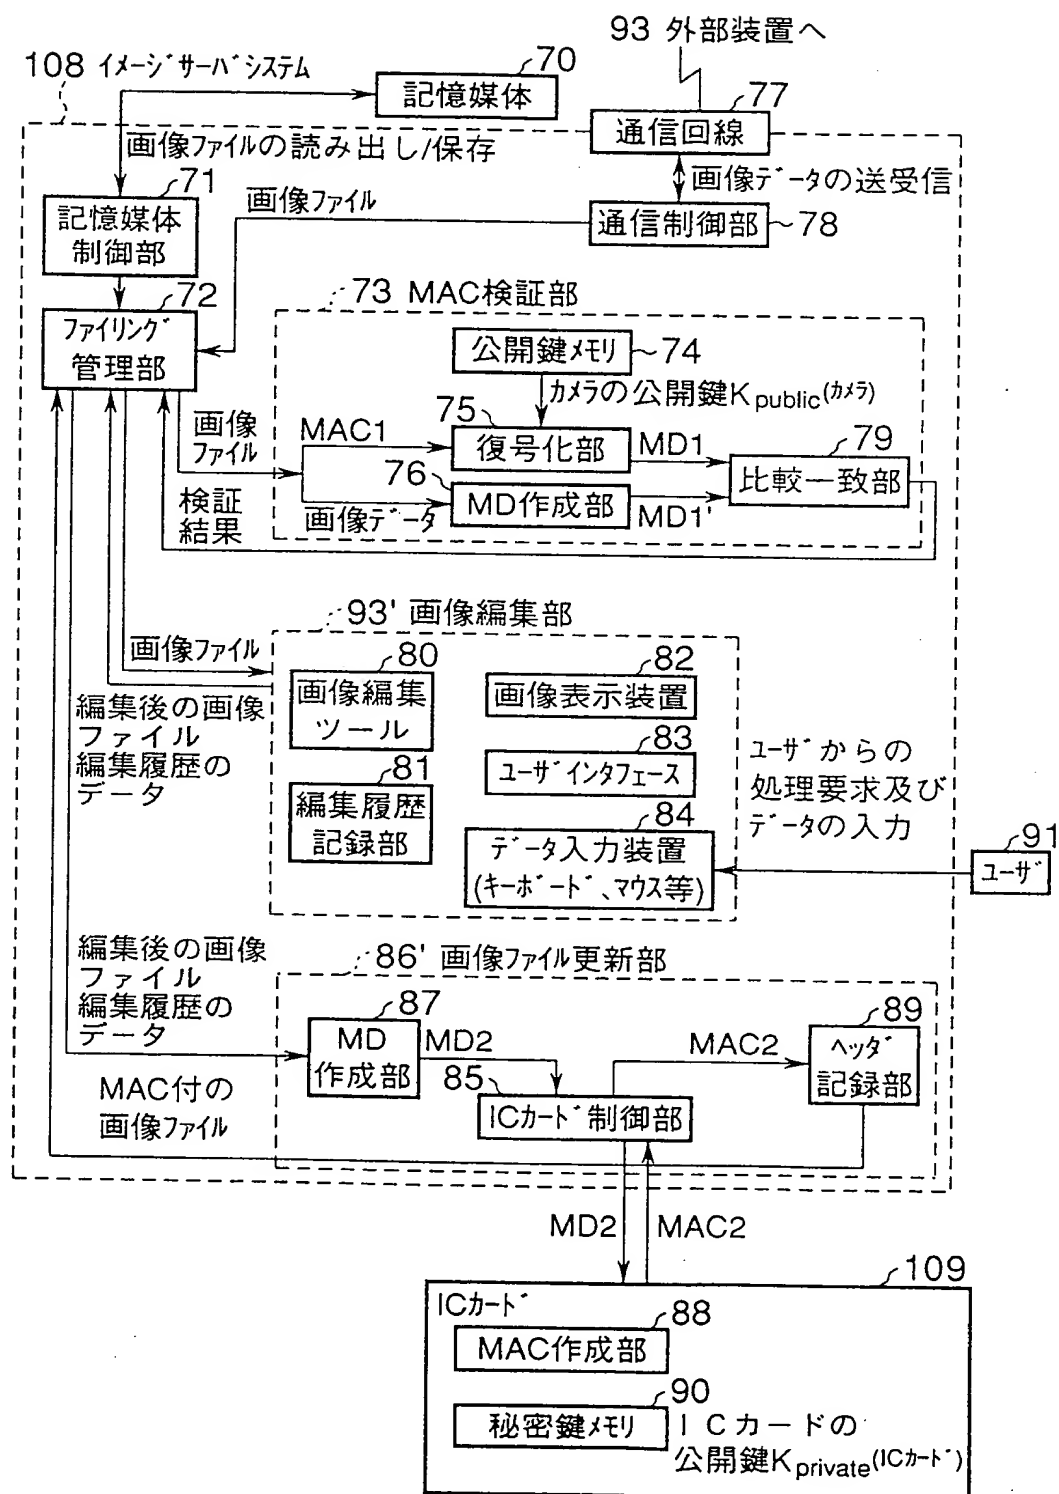 93 外部装置へ
108 イメージサーバシステム
70
記憶媒体
77
通信回線
画像ファイルの読み出し/保存
画像データの送受信
71
記憶媒体
制御部
画像ファイル
通信制御部
78
72
ファイリング
管理部
73 MAC検証部
公開鍵メモリ
74
カメラの公開鍵Kpublic(カメラ)
画像
ファイル
MAC1
75
復号化部
MD1
79
比較一致部
76
MD作成部
MD1'
画像データ
検証
結果
93' 画像編集部
画像ファイル
80
画像編集
ツール
82
画像表示装置
編集後の画像
ファイル
編集履歴の
データ
81
編集履歴
記録部
83
ユーザインタフェース
84
データ入力装置
(キーボード、マウス等)
ユーザからの
処理要求及び
データの入力
91
ユーザ
編集後の画像
ファイル
編集履歴の
データ
86' 画像ファイル更新部
87
MD
作成部
MD2
85
ICカード制御部
MAC2
89
ヘッダ
記録部
MAC付の
画像ファイル
MD2
MAC2
109
ICカード
88
MAC作成部
90
秘密鍵メモリ
ICカードの
公開鍵Kprivate(ICカード)